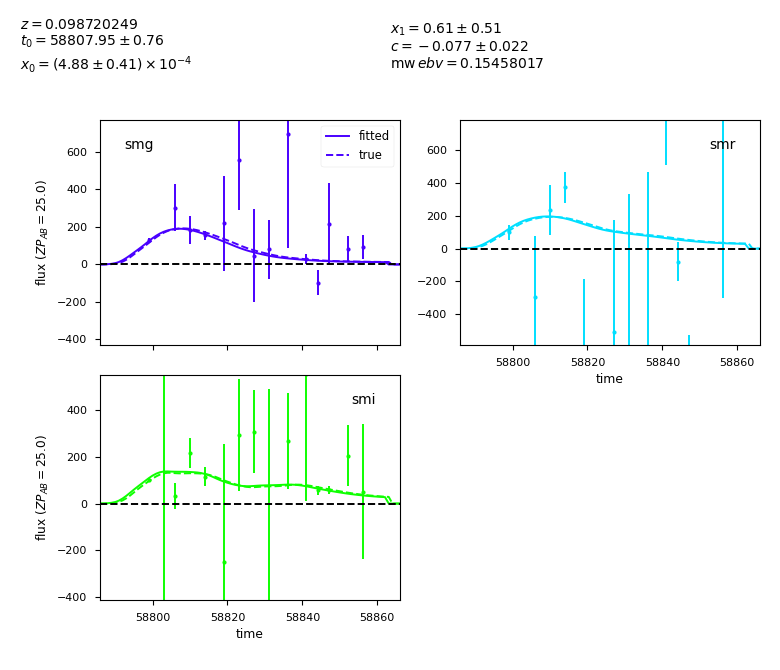 z = 0.098720249
t₀ = 58807.95 ± 0.76
x₀ = (4.88 ± 0.41) × 10⁻⁴
x₁ = 0.61 ± 0.51
c = −0.077 ± 0.022
mw ebv = 0.15458017
smg
fitted
true
600
400
200
0
−200
−400
flux (ZP_AB = 25.0)
smr
600
400
200
0
−200
−400
58800 58820 58840 58860
time
smi
400
200
0
−200
−400
flux (ZP_AB = 25.0)
58800 58820 58840 58860
time